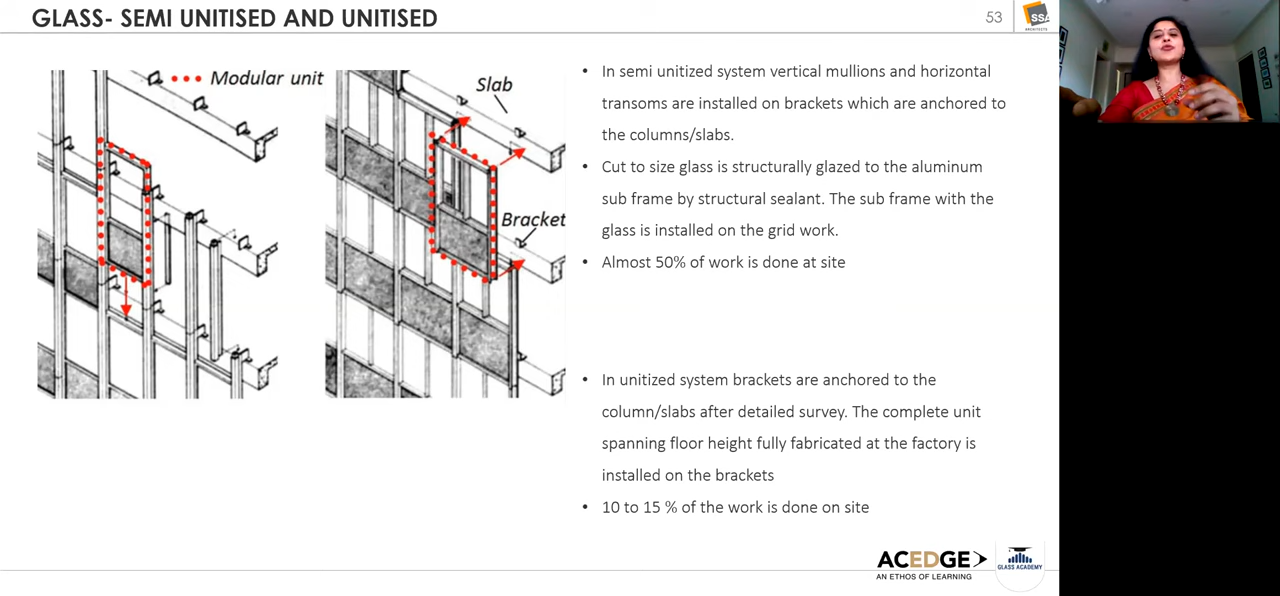 GLASS- SEMI UNITISED AND UNITISED
53
SSA
ARCHITECTS
Modular unit
Slab
Bracket
• In semi unitized system vertical mullions and horizontal
transoms are installed on brackets which are anchored to
the columns/slabs.
• Cut to size glass is structurally glazed to the aluminum
sub frame by structural sealant. The sub frame with the
glass is installed on the grid work.
• Almost 50% of work is done at site
• In unitized system brackets are anchored to the
column/slabs after detailed survey. The complete unit
spanning floor height fully fabricated at the factory is
installed on the brackets
• 10 to 15 % of the work is done on site
ACEDGE
AN ETHOS OF LEARNING
GLASS ACADEMY